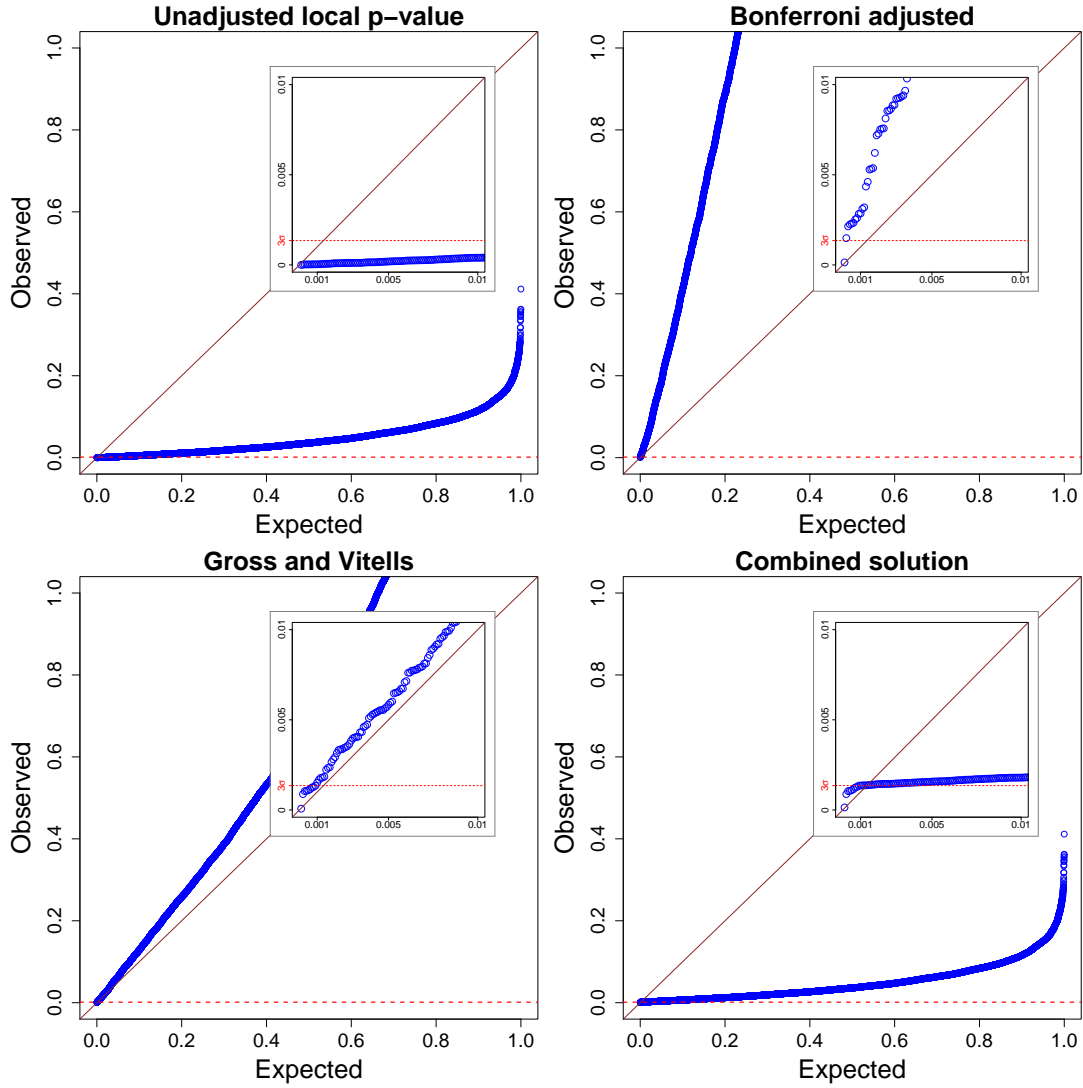 Unadjusted local p−value
Observed
0.0 0.2 0.4 0.6 0.8 1.0
0 0.005 0.01
3σ
0.001 0.005 0.01
0.0 0.2 0.4 0.6 0.8 1.0
Expected
Bonferroni adjusted
Observed
0.0 0.2 0.4 0.6 0.8 1.0
0 0.005 0.01
3σ
0.001 0.005 0.01
0.0 0.2 0.4 0.6 0.8 1.0
Expected
Gross and Vitells
Observed
0.0 0.2 0.4 0.6 0.8 1.0
0 0.005 0.01
3σ
0.001 0.005 0.01
0.0 0.2 0.4 0.6 0.8 1.0
Expected
Combined solution
Observed
0.0 0.2 0.4 0.6 0.8 1.0
0 0.005 0.01
3σ
0.001 0.005 0.01
0.0 0.2 0.4 0.6 0.8 1.0
Expected